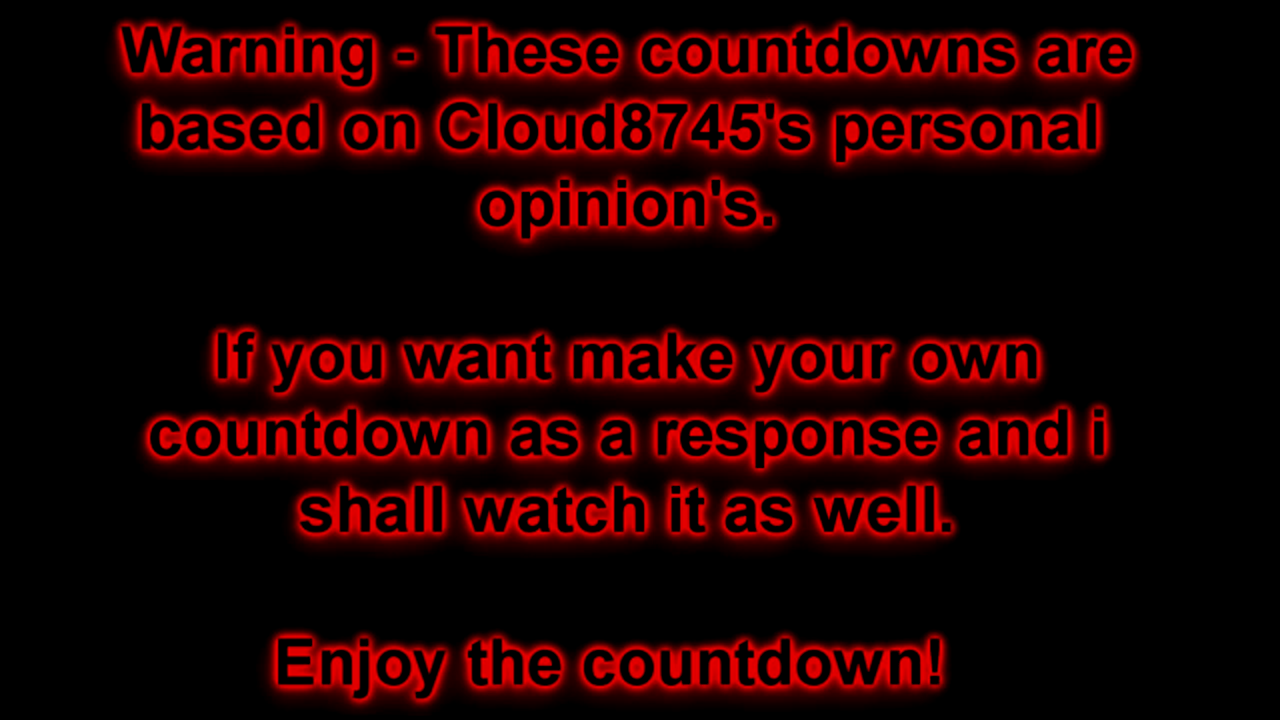 Warning - These countdowns are
based on Cloud8745's personal
opinion's.
If you want make your own
countdown as a response and i
shall watch it as well.
Enjoy the countdown!